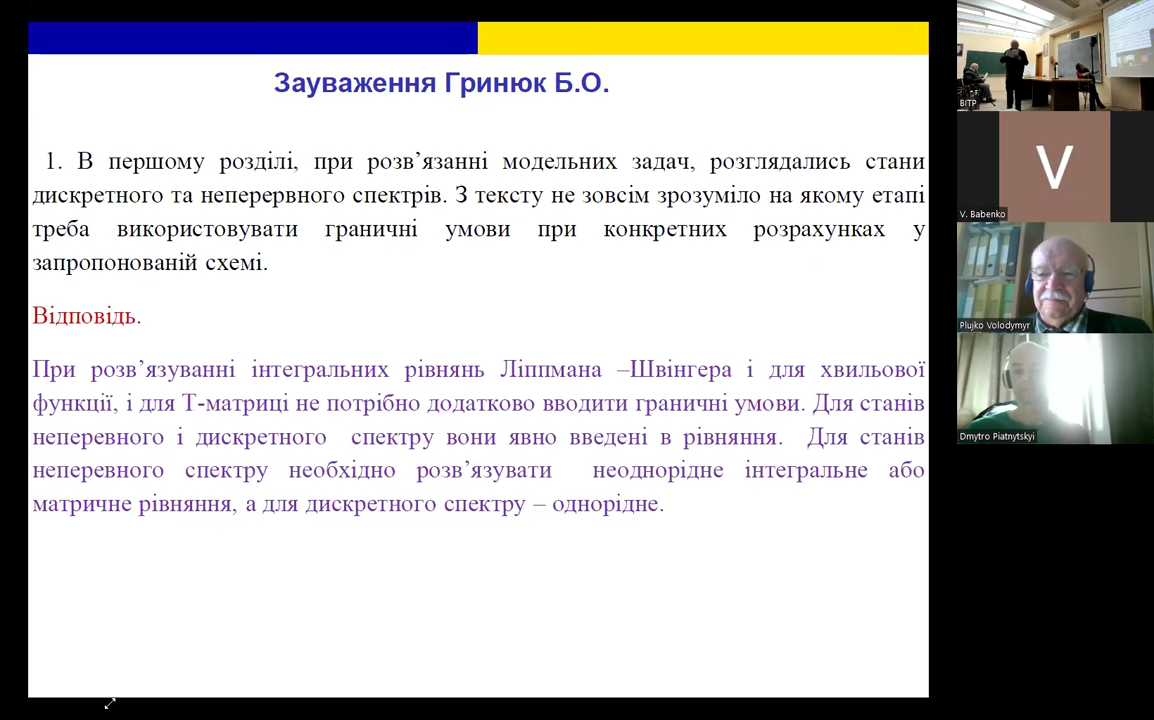 Зауваження Гринюк Б.О.
1. В першому розділі, при розв’язанні модельних задач, розглядались стани
дискретного та неперервного спектрів. З тексту не зовсім зрозуміло на якому етапі
треба використовувати граничні умови при конкретних розрахунках у
запропонованій схемі.
Відповідь.
При розв’язуванні інтегральних рівнянь Ліппмана –Швінгера і для хвильової
функції, і для Т-матриці не потрібно додатково вводити граничні умови. Для станів
неперевного і дискретного спектру вони явно введені в рівняння. Для станів
неперевного спектру необхідно розв’язувати неоднорідне інтегральне або
матричне рівняння, а для дискретного спектру – однорідне.
BITP
V
V. Babenko
Plujko Volodymyr
Dmytro Piatnytskyi